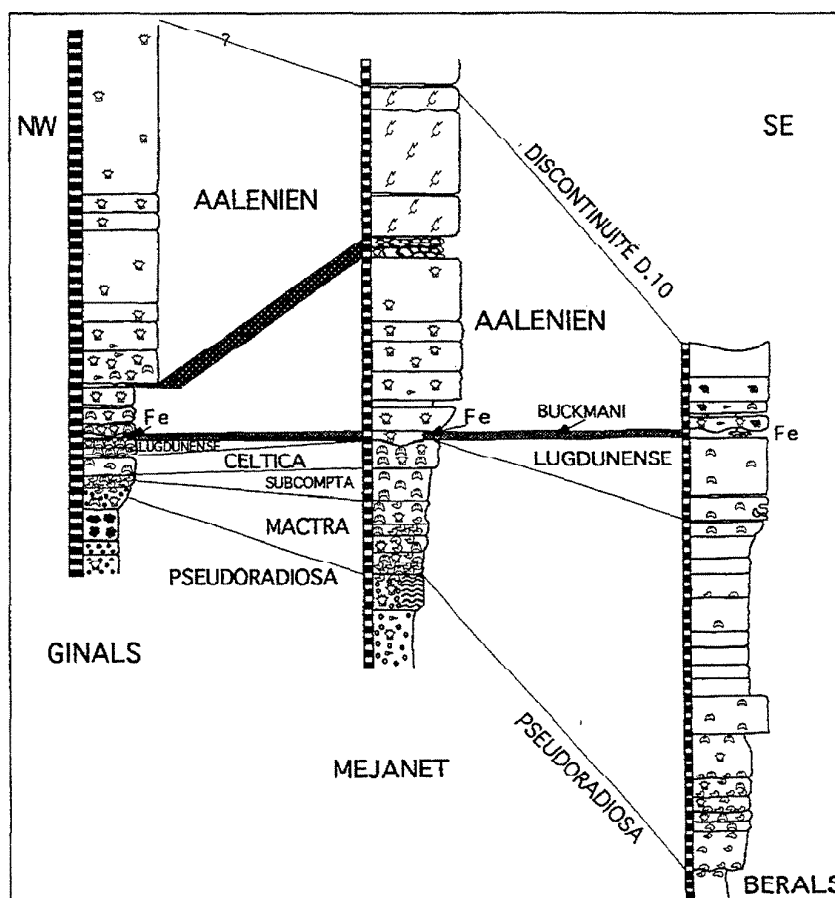 ?
NW
SE
AALENIEN
DISCONTINUITÉ D.10
AALENIEN
Fe
Fe
BUCKMANI
Fe
LUGDUNENSE
LUGDUNENSE
CELTICA
SUBCOMPTA
MACTRA
PSEUDORADIOSA
GINALS
PSEUDORADIOSA
MEJANET
BERALS